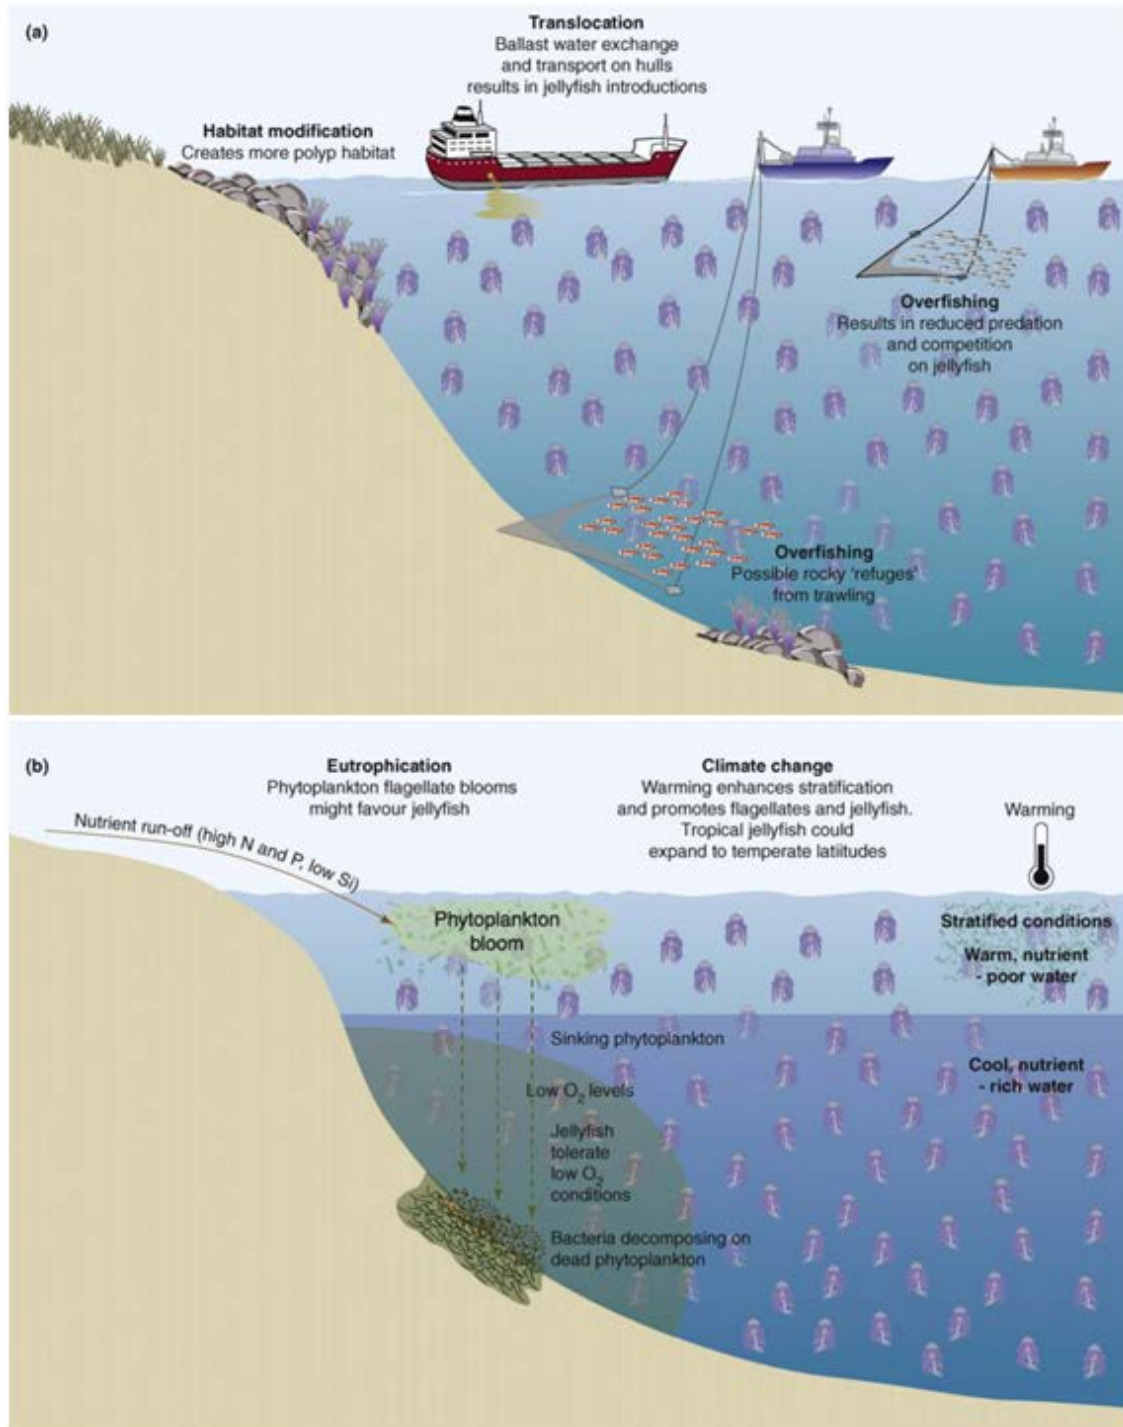 (a)
Translocation
Ballast water exchange
and transport on hulls
results in jellyfish introductions
Habitat modification
Creates more polyp habitat
Overfishing
Results in reduced predation
and competition
on jellyfish
Overfishing
Possible rocky 'refuges'
from trawling
(b)
Eutrophication
Phytoplankton flagellate blooms
might favour jellyfish
Climate change
Warming enhances stratification
and promotes flagellates and jellyfish.
Tropical jellyfish could
expand to temperate latiitudes
Warming
Nutrient run-off (high N and P, low Si)
Phytoplankton
bloom
Stratified conditions
Warm, nutrient
- poor water
Sinking phytoplankton
Cool, nutrient
- rich water
Low O₂ levels
Jellyfish
tolerate
low O₂
conditions
Bacteria decomposing on
dead phytoplankton